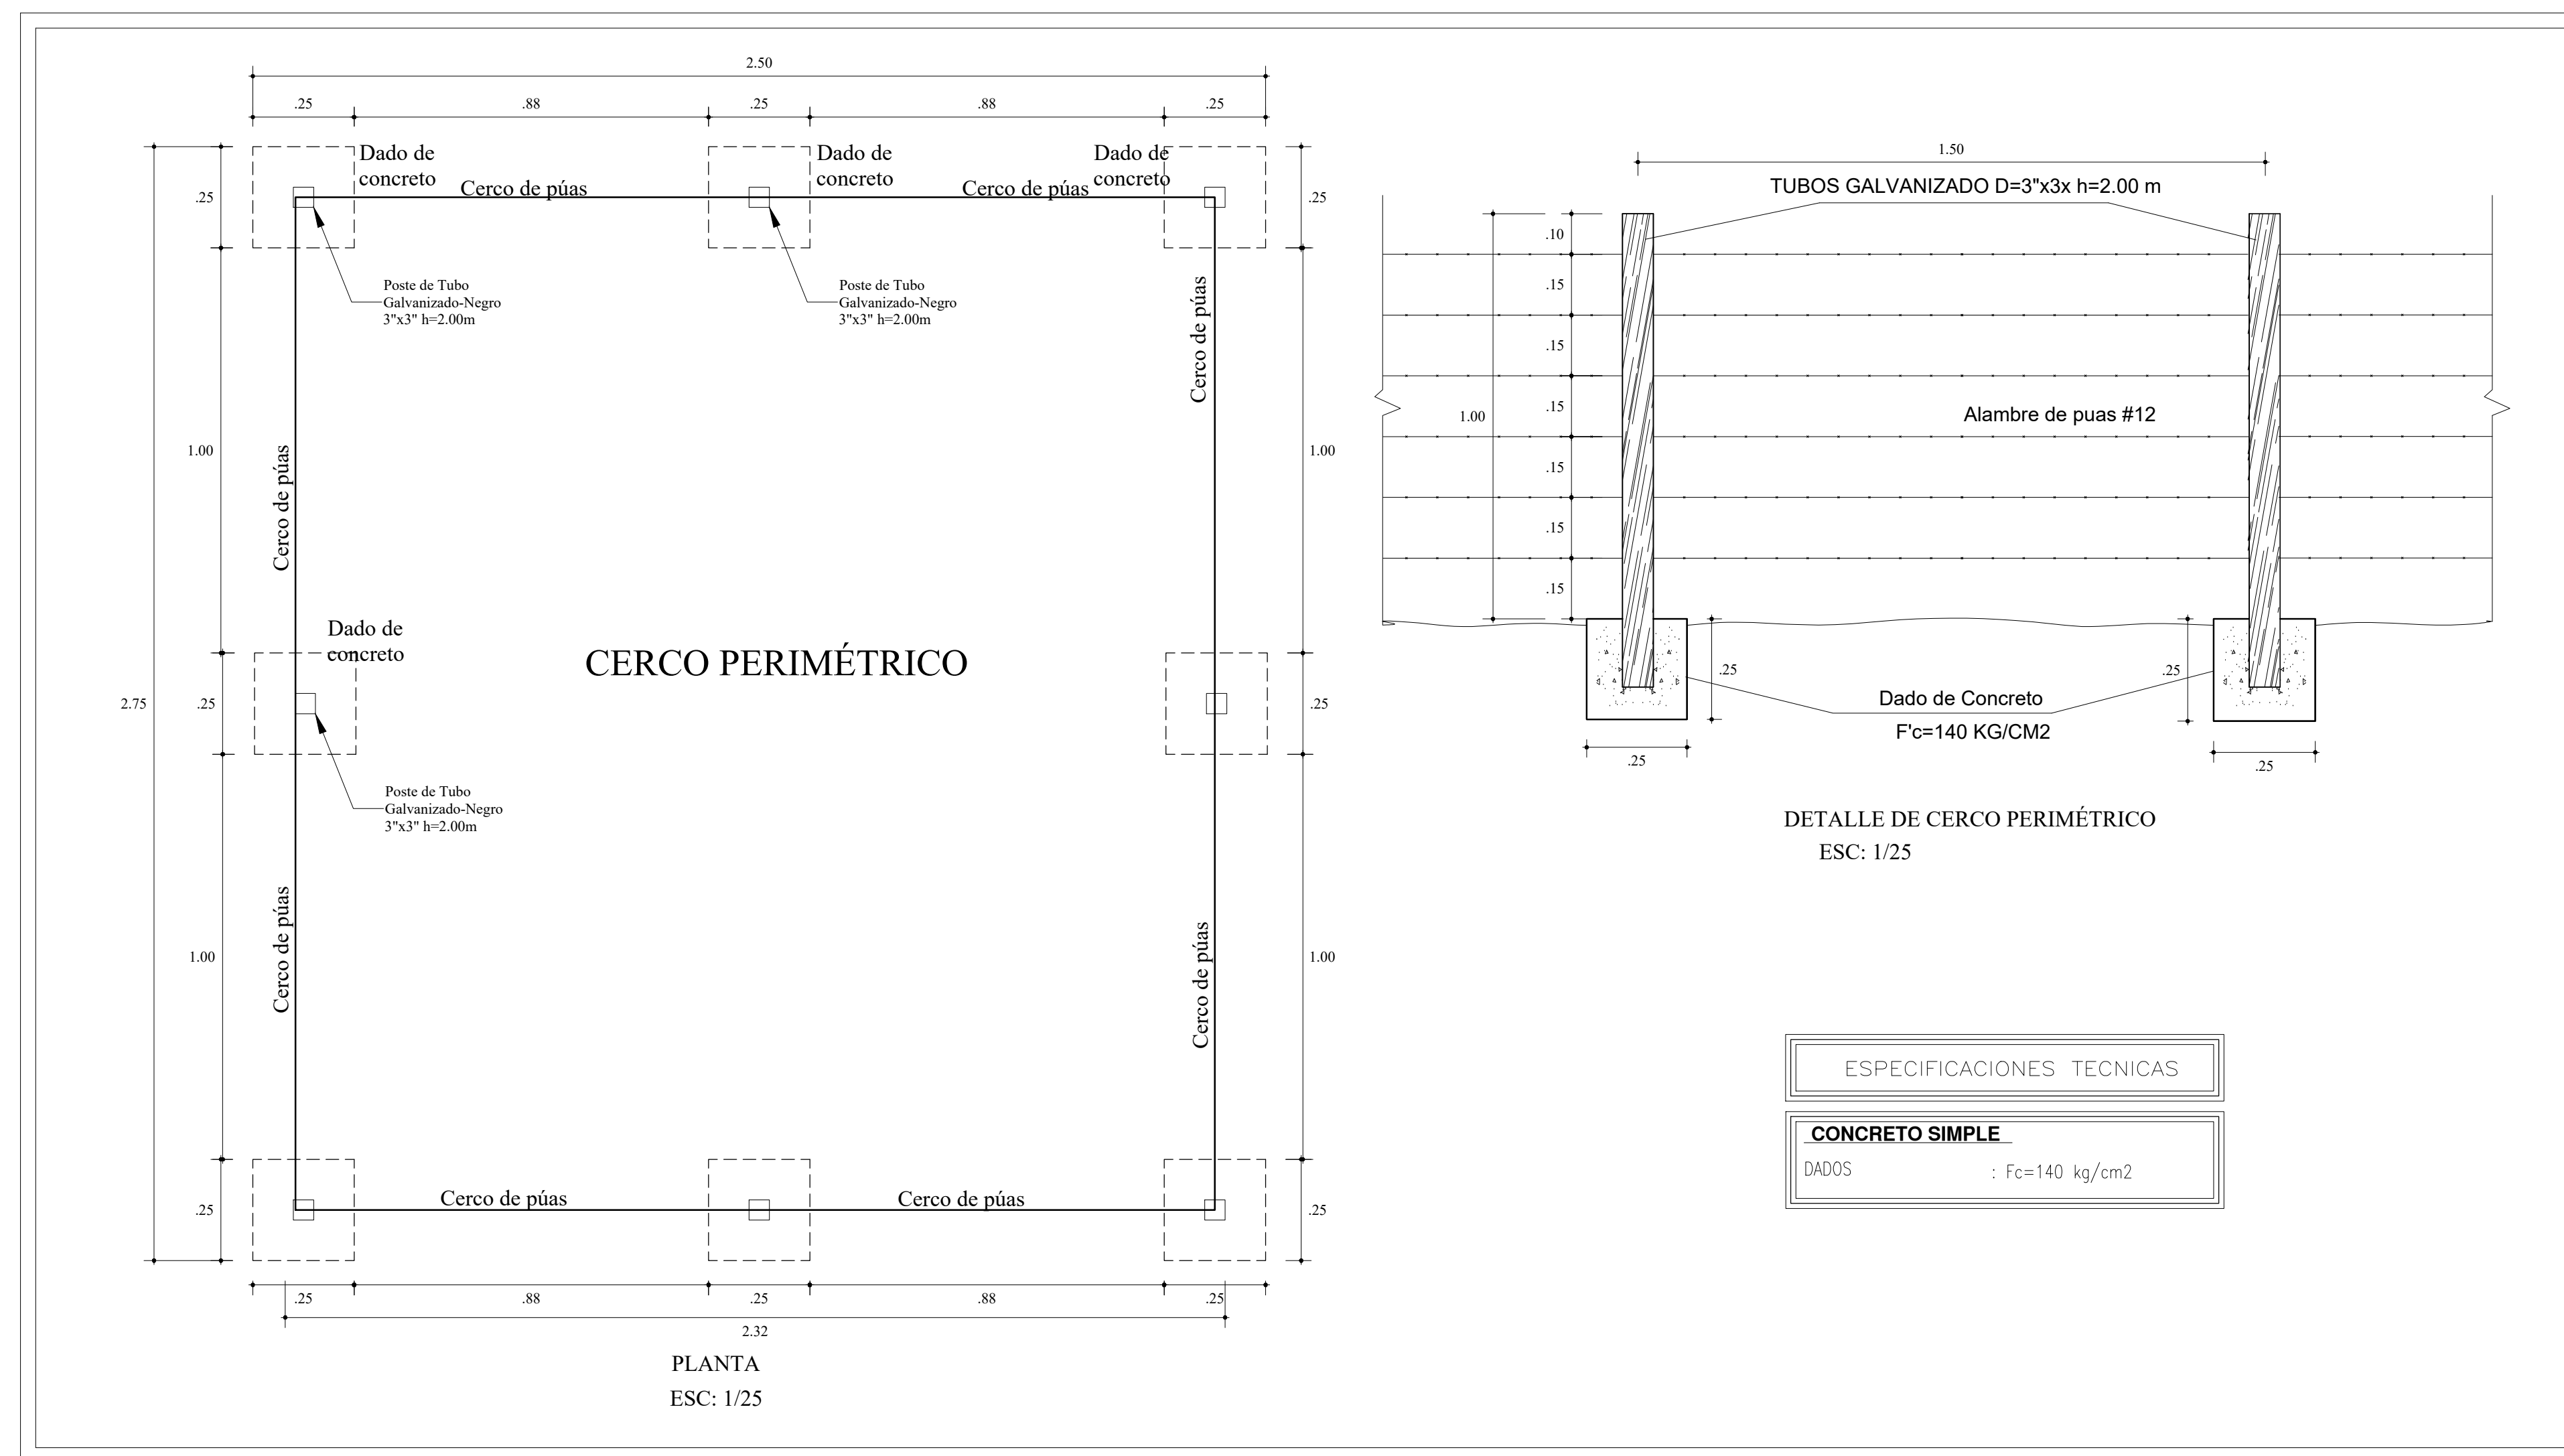 2.50
.25 .88 .25 .88 .25
Dado de
concreto
Dado de
concreto
Dado de
concreto
Cerco de púas
Cerco de púas
.25
.25
Poste de Tubo
Galvanizado-Negro
3"x3" h=2.00m
Poste de Tubo
Galvanizado-Negro
3"x3" h=2.00m
Cerco de púas
Cerco de púas
1.00
1.00
Dado de
concreto
CERCO PERIMÉTRICO
2.75
.25
.25
Poste de Tubo
Galvanizado-Negro
3"x3" h=2.00m
Cerco de púas
Cerco de púas
1.00
1.00
Cerco de púas
Cerco de púas
.25
.25
.25 .88 .25 .88 .25
2.32
PLANTA
ESC: 1/25
1.50
TUBOS GALVANIZADO D=3"x3x h=2.00 m
.10
.15
.15
.15
.15
.15
.15
1.00
Alambre de puas #12
.25
.25
Dado de Concreto
F'c=140 KG/CM2
.25
.25
DETALLE DE CERCO PERIMÉTRICO
ESC: 1/25
ESPECIFICACIONES TECNICAS
CONCRETO SIMPLE
DADOS : Fc=140 kg/cm2